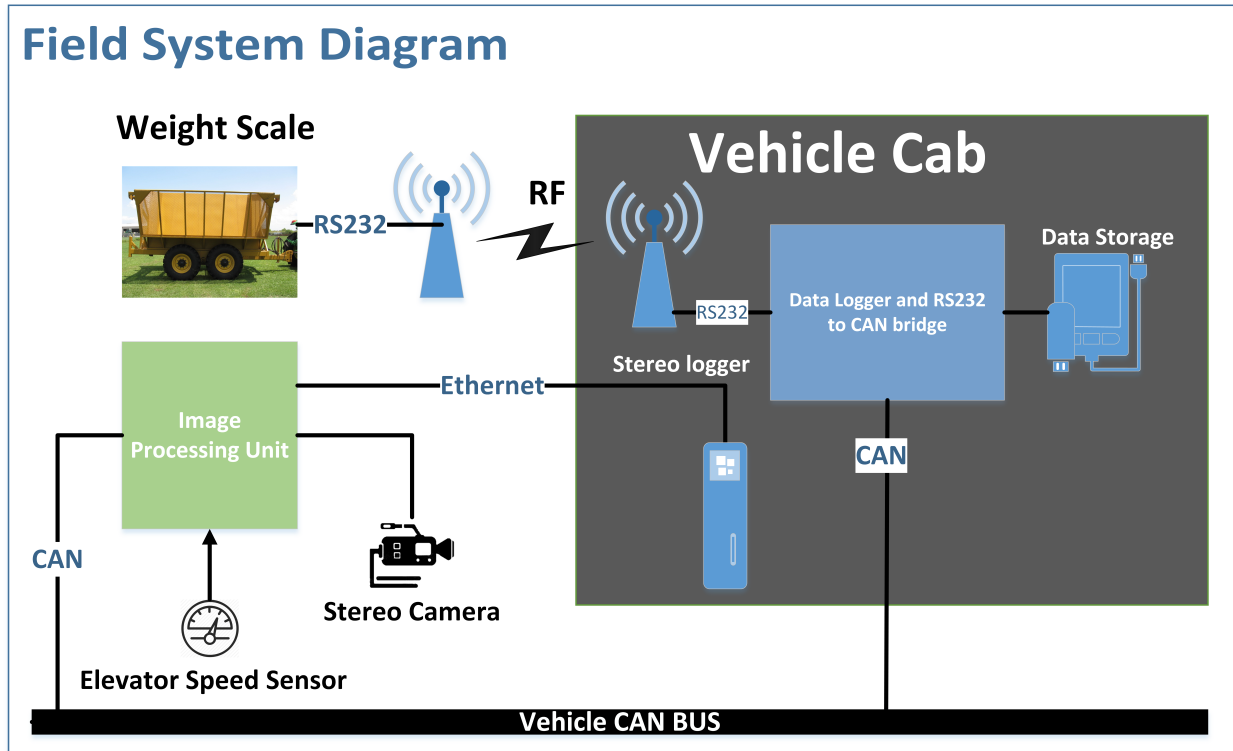 Field System Diagram
Weight Scale
RS232
RF
Vehicle Cab
Data Storage
RS232
Data Logger and RS232
to CAN bridge
Stereo logger
Ethernet
Image
Processing Unit
CAN
CAN
Stereo Camera
Elevator Speed Sensor
Vehicle CAN BUS